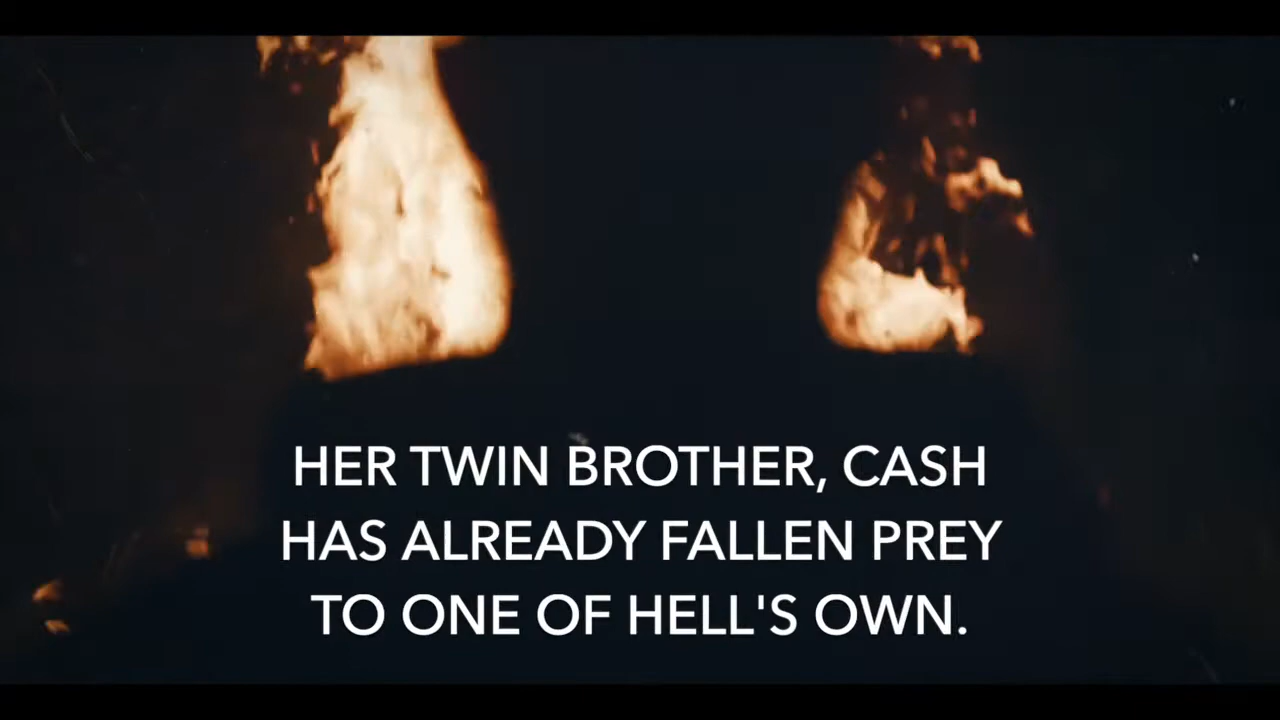 HER TWIN BROTHER, CASH
HAS ALREADY FALLEN PREY
TO ONE OF HELL'S OWN.